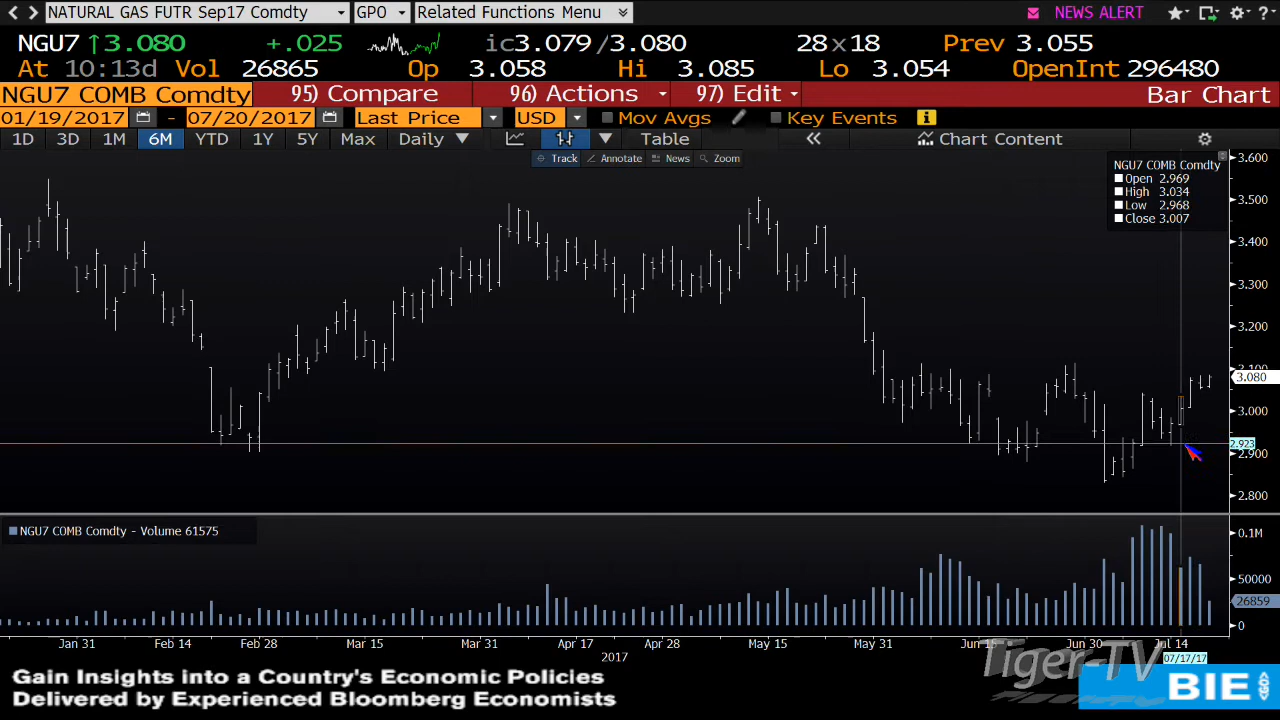 NATURAL GAS FUTR Sep17 Comdty GPO Related Functions Menu NEWS ALERT ?
NGU7 ↑3.080 +.025 ic3.079/3.080 28x18 Prev 3.055
At 10:13d Vol 26865 Op 3.058 Hi 3.085 Lo 3.054 OpenInt 296480
NGU7 COMB Comdty 95) Compare 96) Actions 97) Edit Bar Chart
01/19/2017 - 07/20/2017 Last Price USD Mov Avgs Key Events i
1D 3D 1M 6M YTD 1Y 5Y Max Daily Table « Chart Content
Track Annotate News Zoom
NGU7 COMB Comdty
Open 2.969
High 3.034
Low 2.968
Close 3.007
3.600
3.500
3.400
3.300
3.200
3.100
3.080
3.000
2.923
2.900
2.800
NGU7 COMB Comdty - Volume 61575
0.1M
50000
26859
0
Jan 31 Feb 14 Feb 28 Mar 15 Mar 31 Apr 17 Apr 28 May 15 May 31 Jun 15 Jun 30 Jul 14
2017
07/17/17
Tiger-TV
Gain Insights into a Country's Economic Policies
Delivered by Experienced Bloomberg Economists
BIE
<GO>